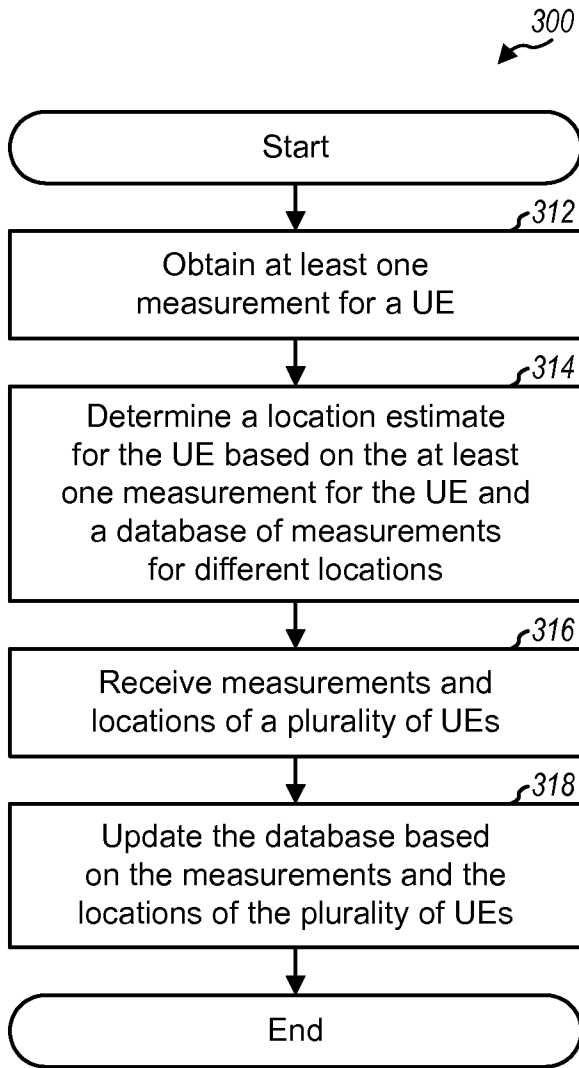 300
Start
312
Obtain at least one
measurement for a UE
314
Determine a location estimate
for the UE based on the at least
one measurement for the UE and
a database of measurements
for different locations
316
Receive measurements and
locations of a plurality of UEs
318
Update the database based
on the measurements and the
locations of the plurality of UEs
End